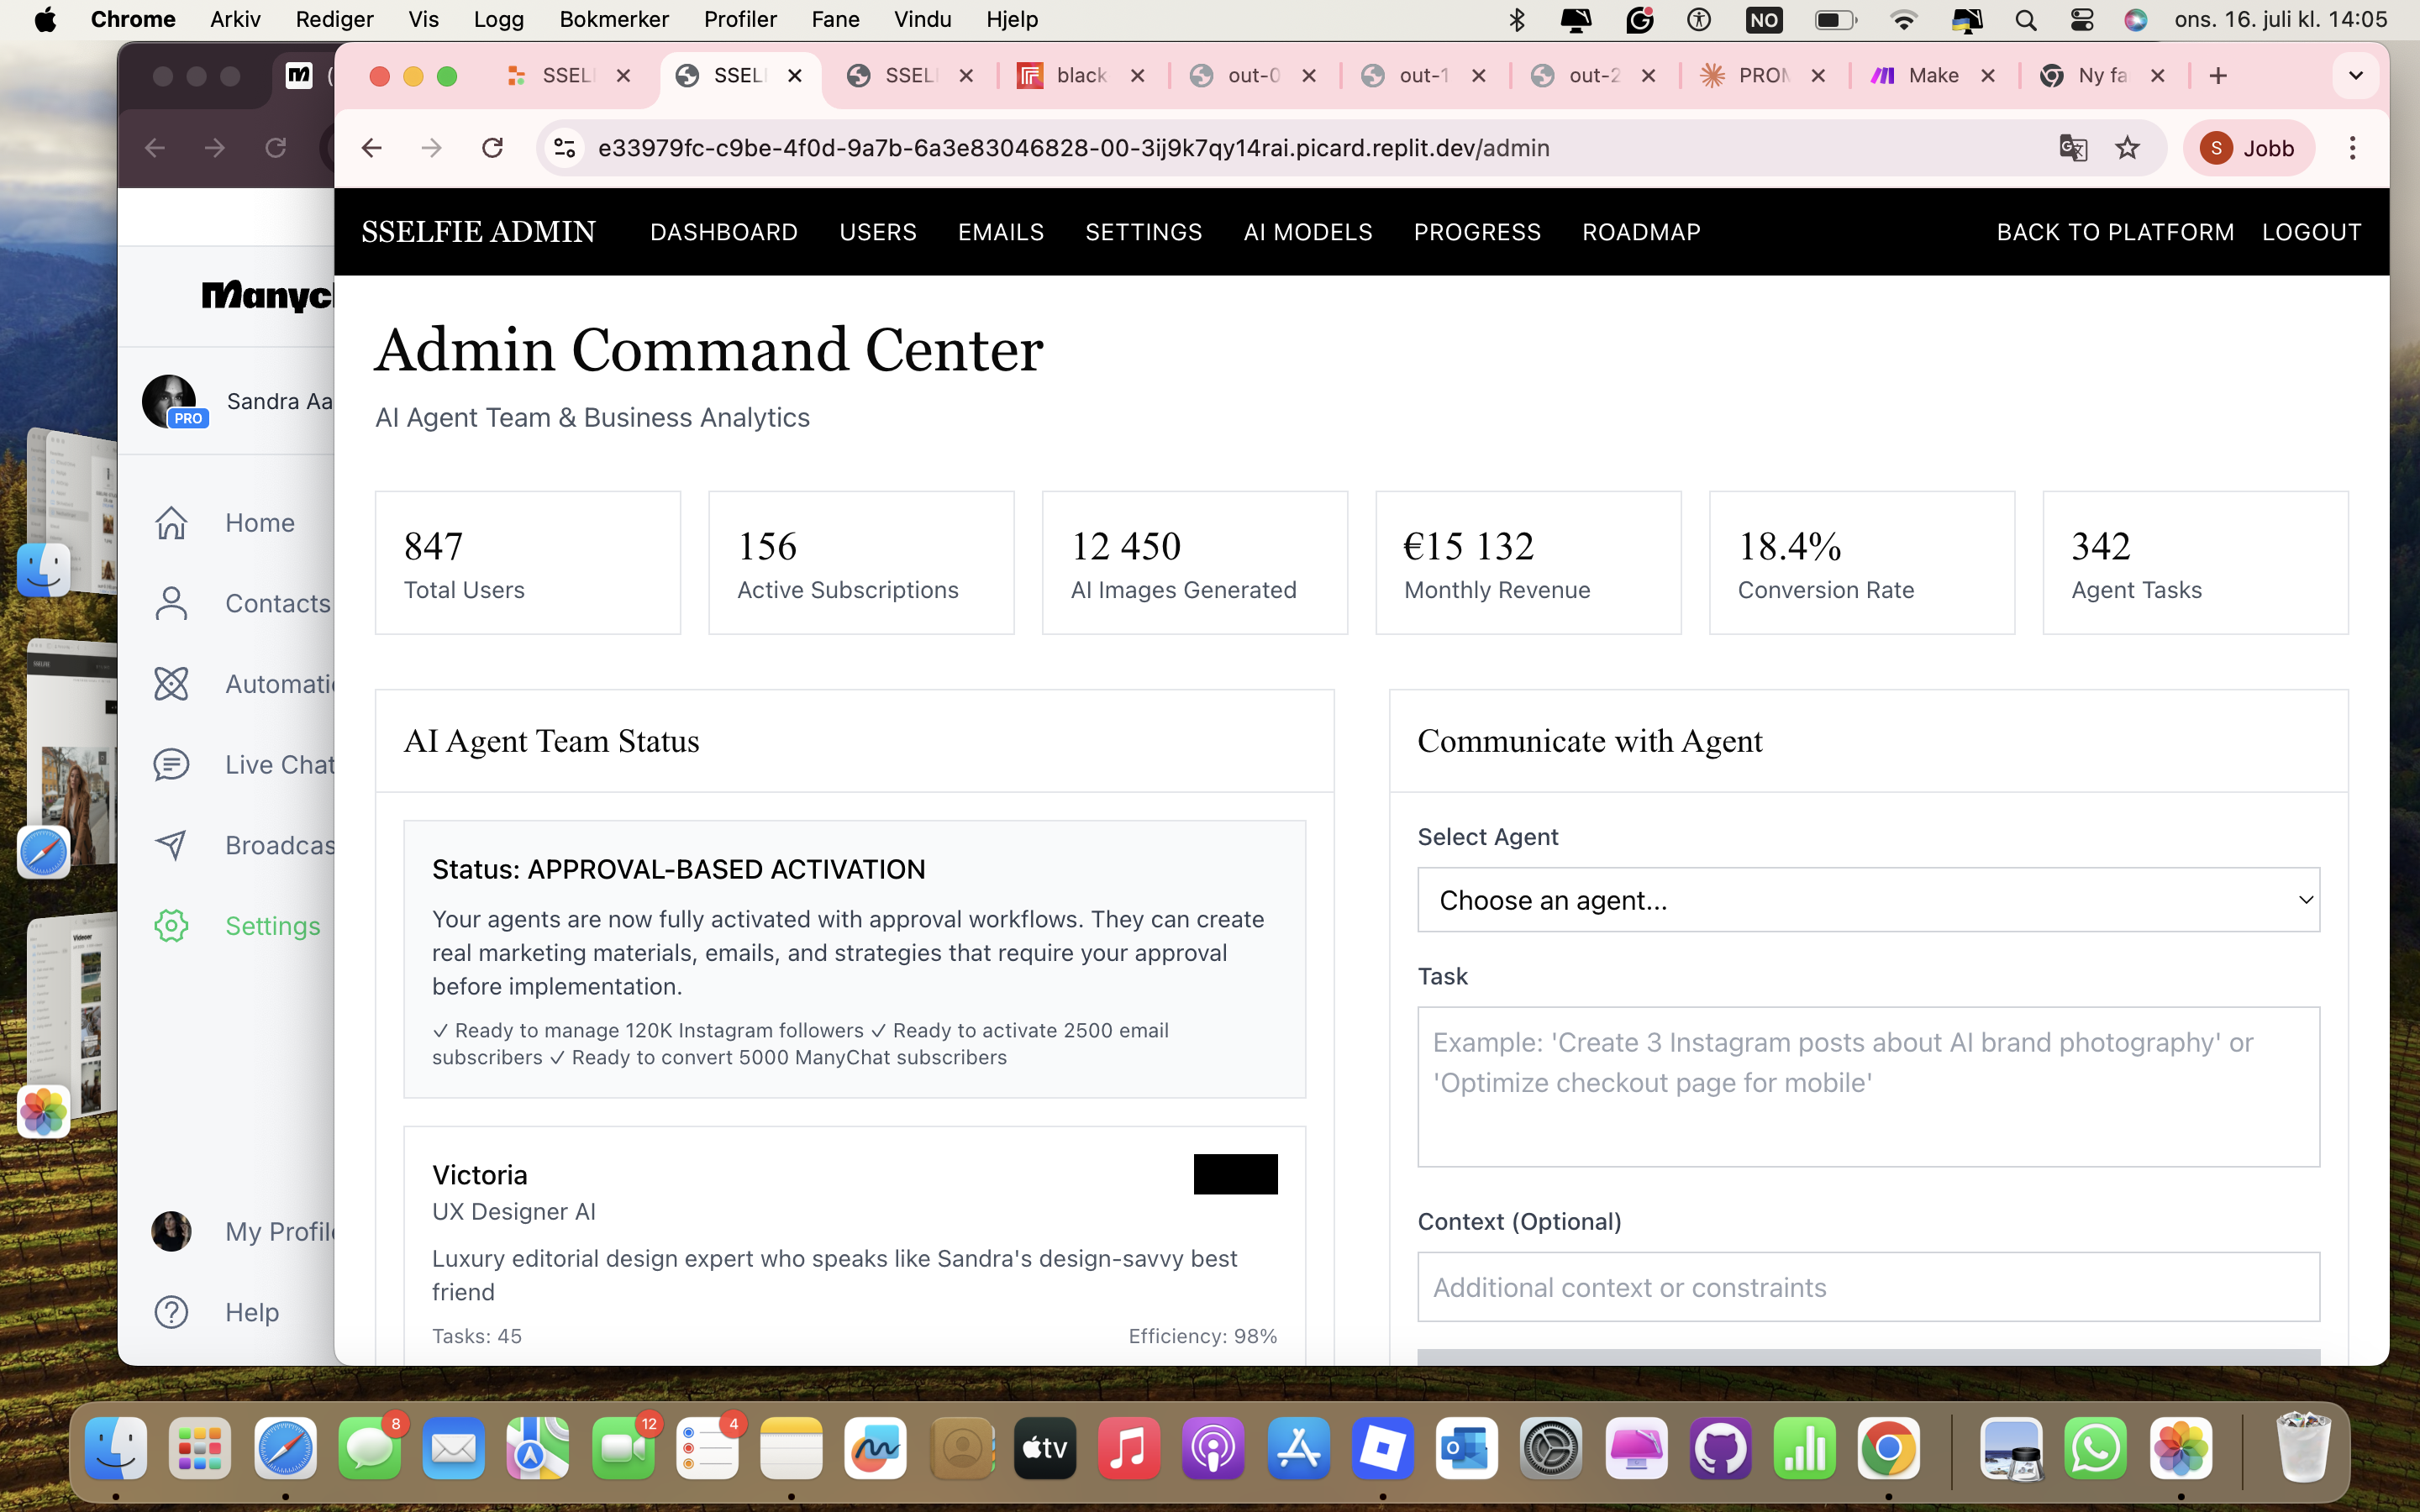 Chrome Arkiv Rediger Vis Logg Bokmerker Profiler Fane Vindu Hjelp NO ons. 16. juli kl. 14:05
SSEL SSEL SSEL black out-0 out-1 out-2 PRO Make Ny fa
e33979fc-c9be-4f0d-9a7b-6a3e83046828-00-3ij9k7qy14rai.picard.replit.dev/admin
S Jobb
SSELFIE ADMIN DASHBOARD USERS EMAILS SETTINGS AI MODELS PROGRESS ROADMAP BACK TO PLATFORM LOGOUT
Manyc
Sandra Aa
PRO
Home
Contacts
Automati
Live Chat
Broadcas
Settings
My Profil
Help
Admin Command Center
AI Agent Team & Business Analytics
847
Total Users
156
Active Subscriptions
12 450
AI Images Generated
€15 132
Monthly Revenue
18.4%
Conversion Rate
342
Agent Tasks
AI Agent Team Status
Status: APPROVAL-BASED ACTIVATION
Your agents are now fully activated with approval workflows. They can create
real marketing materials, emails, and strategies that require your approval
before implementation.
✓ Ready to manage 120K Instagram followers ✓ Ready to activate 2500 email
subscribers ✓ Ready to convert 5000 ManyChat subscribers
Victoria
UX Designer AI
Luxury editorial design expert who speaks like Sandra's design-savvy best
friend
Tasks: 45 Efficiency: 98%
Communicate with Agent
Select Agent
Choose an agent...
Task
Example: 'Create 3 Instagram posts about AI brand photography' or
'Optimize checkout page for mobile'
Context (Optional)
Additional context or constraints
8 12 4
tv